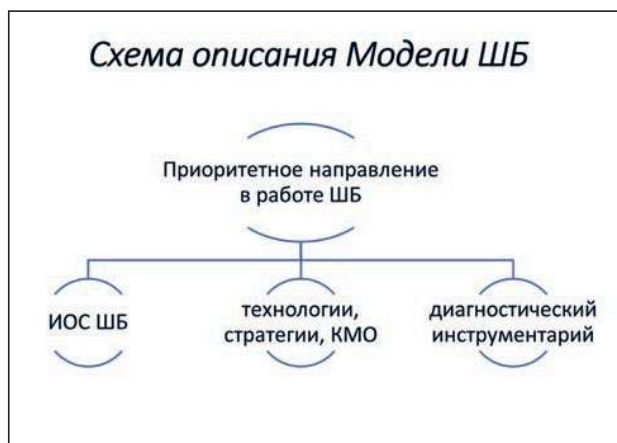 Схема описания Модели ШБ
Приоритетное направление
в работе ШБ
ИОС ШБ
технологии,
стратегии, КМО
диагностический
инструментарий